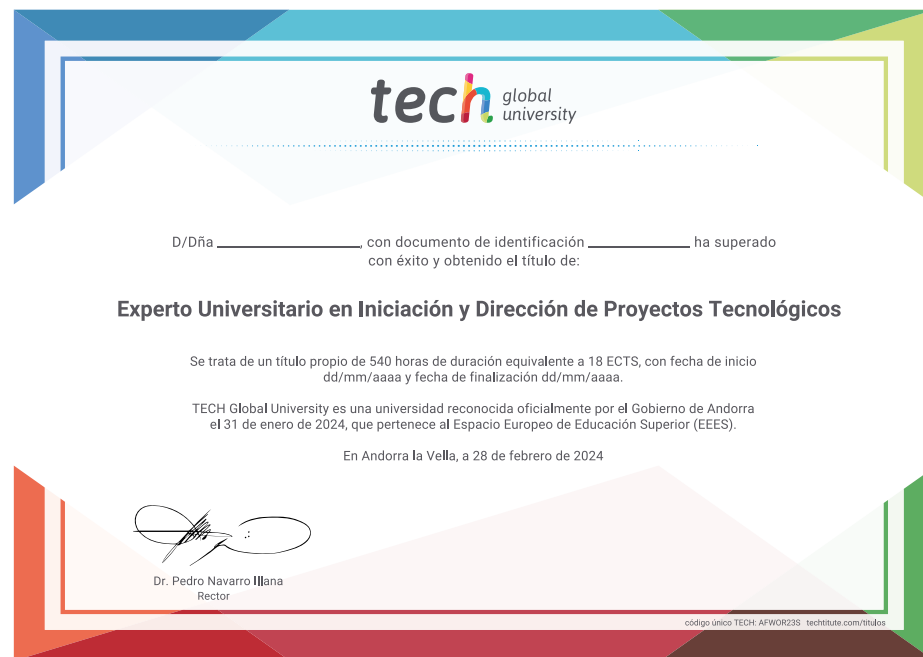 tech global university
D/Dña ____________________, con documento de identificación ______________ ha superado
con éxito y obtenido el título de:
Experto Universitario en Iniciación y Dirección de Proyectos Tecnológicos
Se trata de un título propio de 540 horas de duración equivalente a 18 ECTS, con fecha de inicio
dd/mm/aaaa y fecha de finalización dd/mm/aaaa.
TECH Global University es una universidad reconocida oficialmente por el Gobierno de Andorra
el 31 de enero de 2024, que pertenece al Espacio Europeo de Educación Superior (EEES).
En Andorra la Vella, a 28 de febrero de 2024
Dr. Pedro Navarro Illana
Rector
código único TECH: AFWOR23S techtitute.com/titulos